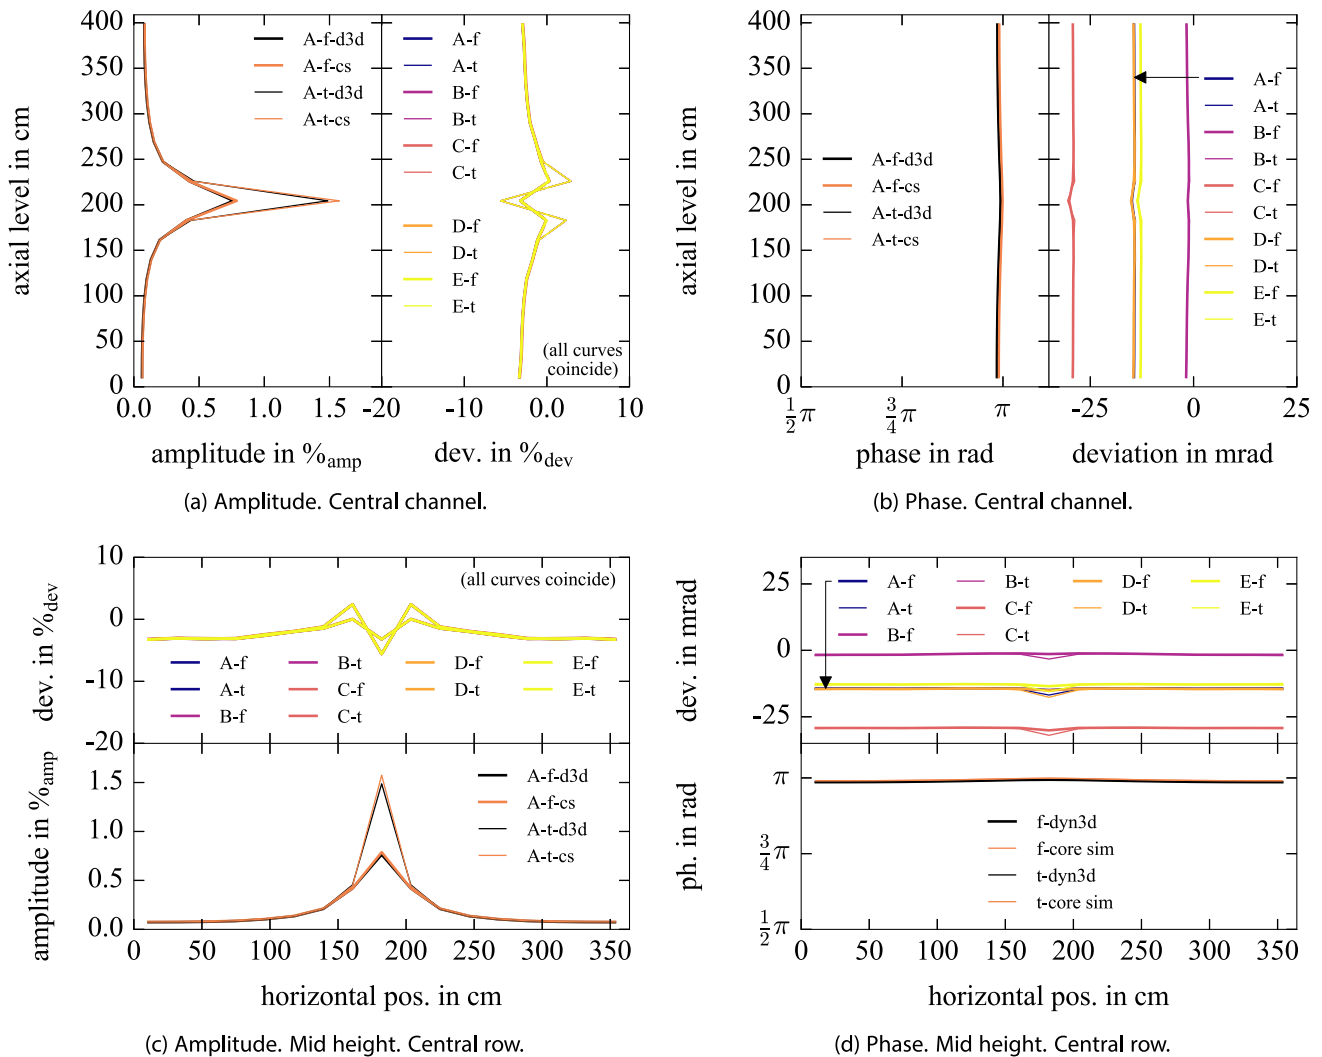 400
350
300
250
200
150
100
50
0
axial level in cm
A-f-d3d
A-f-cs
A-t-d3d
A-t-cs
0.0
0.5
1.0
1.5
amplitude in %amp
A-f
A-t
B-f
B-t
C-f
C-t
D-f
D-t
E-f
E-t
(all curves
coincide)
-20
-10
0.0
10
dev. in %dev
(a) Amplitude. Central channel.
400
350
300
250
200
150
100
50
0
axial level in cm
A-f-d3d
A-f-cs
A-t-d3d
A-t-cs
1/2 π
3/4 π
π
phase in rad
A-f
A-t
B-f
B-t
C-f
C-t
D-f
D-t
E-f
E-t
-25
0
25
deviation in mrad
(b) Phase. Central channel.
10
0
-10
-20
dev. in %dev
(all curves coincide)
A-f
B-t
D-f
E-f
A-t
C-f
D-t
E-t
B-f
C-t
1.5
1.0
0.5
0.0
amplitude in %amp
A-f-d3d
A-f-cs
A-t-d3d
A-t-cs
0
50
100
150
200
250
300
350
horizontal pos. in cm
(c) Amplitude. Mid height. Central row.
25
0
-25
dev. in mrad
A-f
B-t
D-f
E-f
A-t
C-f
D-t
E-t
B-f
C-t
π
3/4 π
1/2 π
ph. in rad
f-dyn3d
f-core sim
t-dyn3d
t-core sim
0
50
100
150
200
250
300
350
horizontal pos. in cm
(d) Phase. Mid height. Central row.